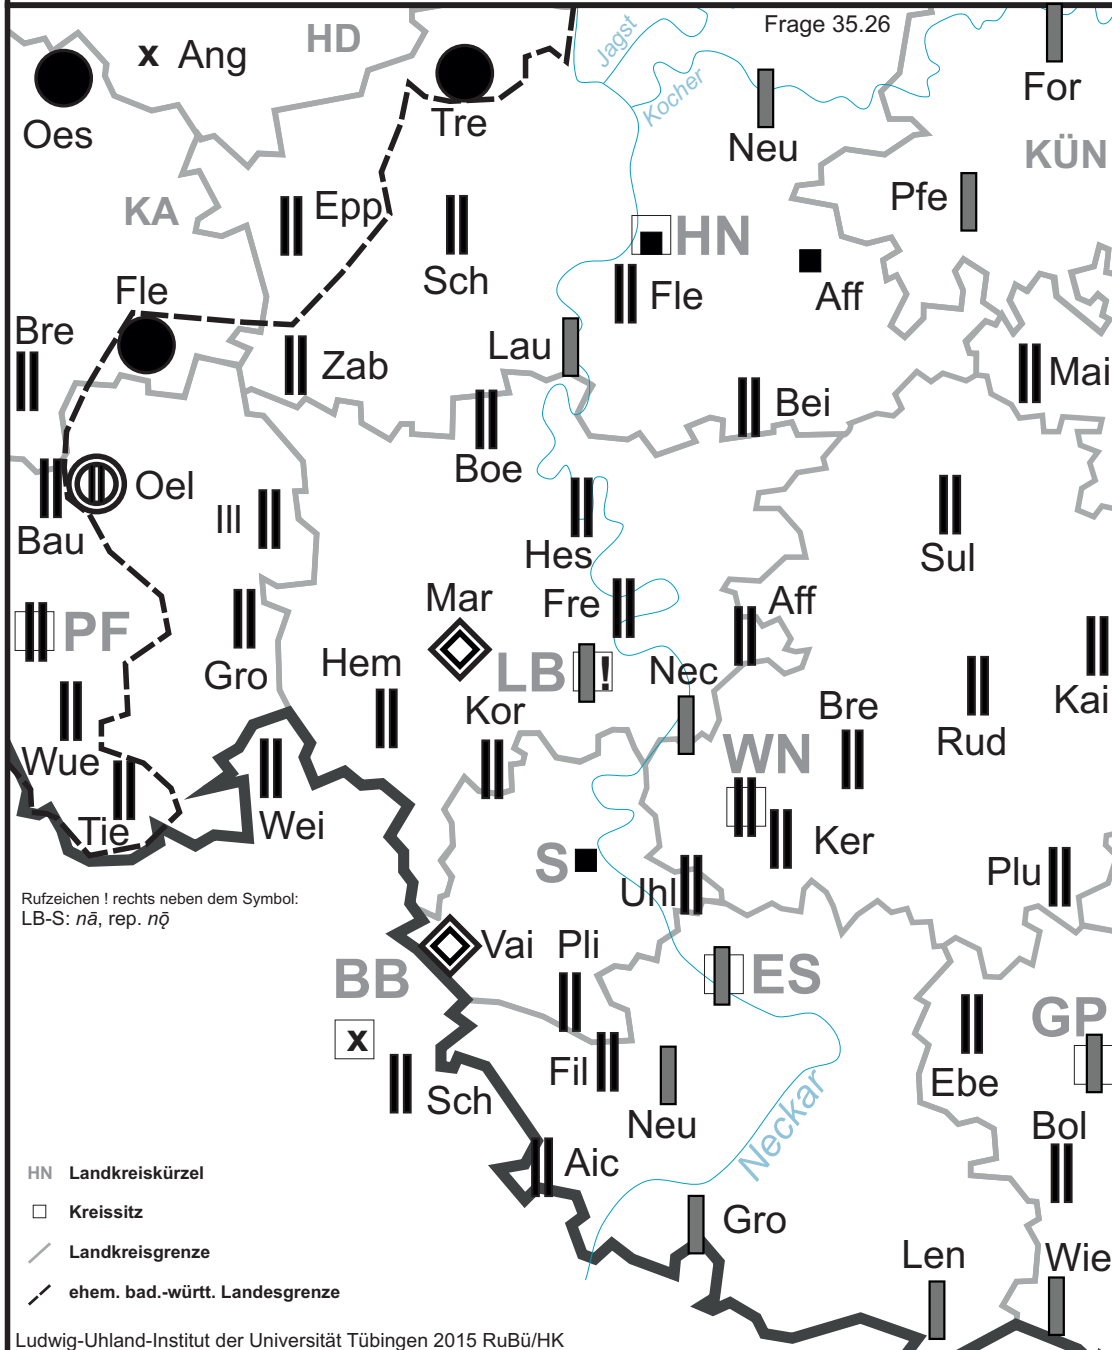 Frage 35.26
HD
x Ang
Jagst
For
Oes
Tre
Kocher
Neu
KÜN
KA
Epp
Pfe
HN
Sch
Fle
Aff
Fle
Bre
Lau
Zab
Mai
Bei
Boe
Oel
Ill
Bau
Hes
Sul
Mar
Fre
Aff
PF
Hem
LB
!
Nec
Gro
Kor
Bre
Kai
Wue
WN
Rud
Tie
Wei
Ker
S
Uhl
Plu
Rufzeichen ! rechts neben dem Symbol:
LB-S: nā, rep. nǭ
Vai
Pli
BB
ES
GP
x
Fil
Ebe
Sch
Neu
Neckar
Bol
Aic
HN Landkreiskürzel
Kreissitz
Gro
Landkreisgrenze
Len
Wie
ehem. bad.-württ. Landesgrenze
Ludwig-Uhland-Institut der Universität Tübingen 2015 RuBü/HK